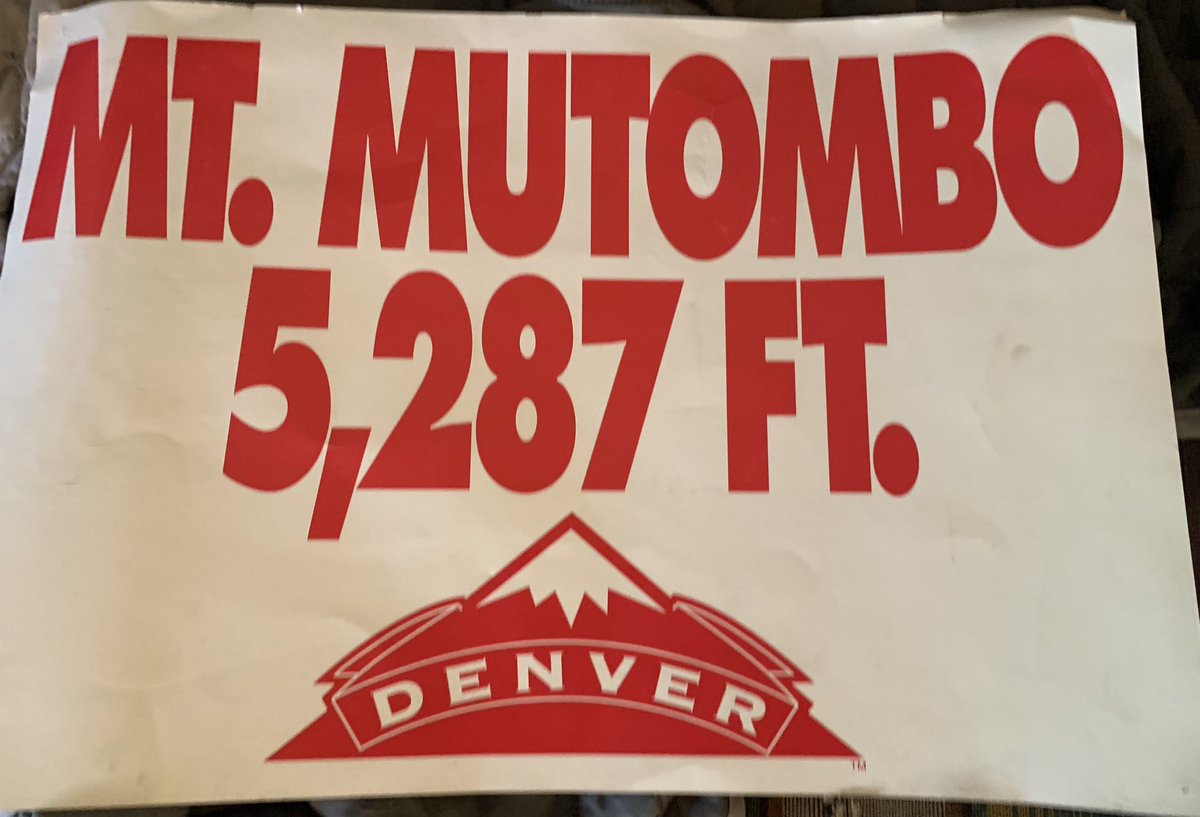 MT. MUTOMBO
5,287 FT.
DENVER
TM